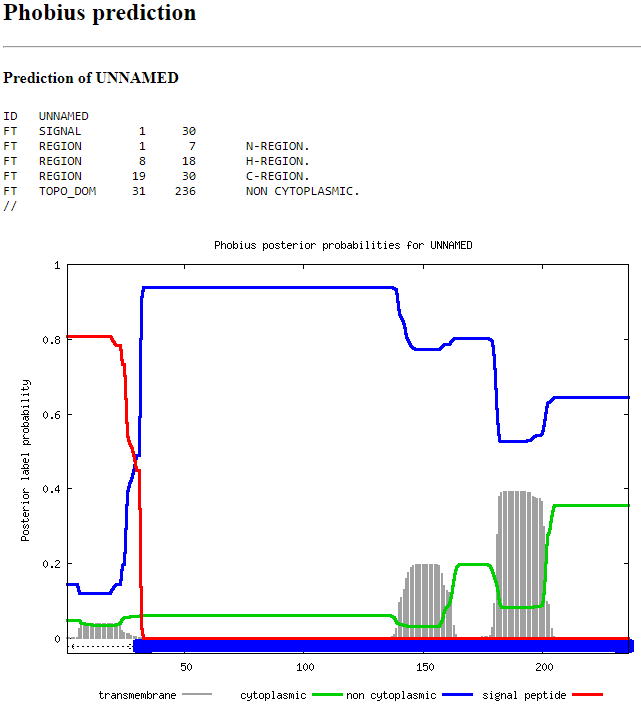 Phobius prediction
Prediction of UNNAMED
ID UNNAMED
FT SIGNAL 1 30
FT REGION 1 7 N-REGION.
FT REGION 8 18 H-REGION.
FT REGION 19 30 C-REGION.
FT TOPO_DOM 31 236 NON CYTOPLASMIC.
//
Phobius posterior probabilities for UNNAMED
Posterior label probability
1
0.8
0.6
0.4
0.2
0
50 100 150 200
transmembrane cytoplasmic non cytoplasmic signal peptide